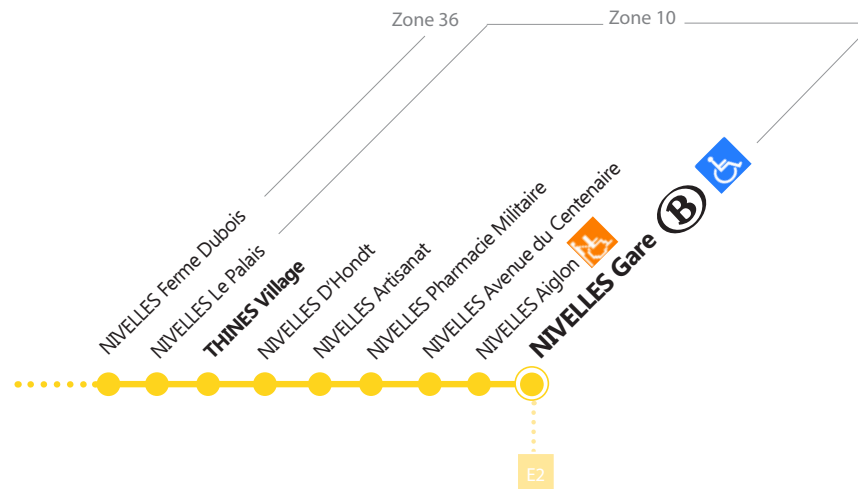 Zone 36
Zone 10
NIVELLES Ferme Dubois
NIVELLES Le Palais
THINES Village
NIVELLES D'Hondt
NIVELLES Artisanat
NIVELLES Pharmacie Militaire
NIVELLES Avenue du Centenaire
NIVELLES Aiglon
NIVELLES Gare B
E2